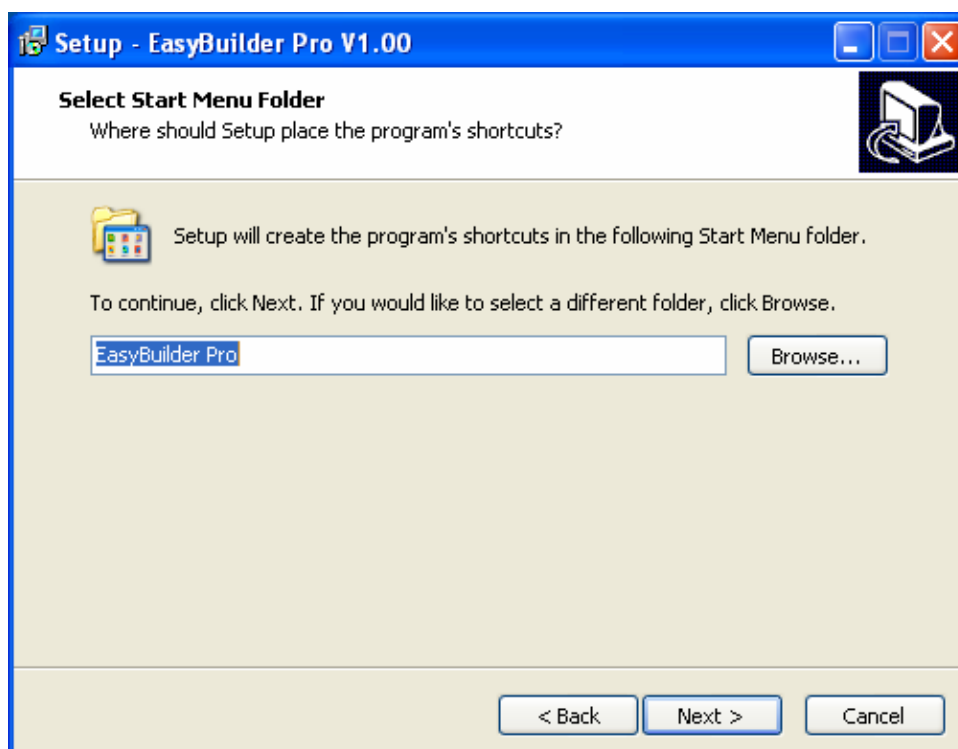 Setup - EasyBuilder Pro V1.00
Select Start Menu Folder
Where should Setup place the program's shortcuts?
Setup will create the program's shortcuts in the following Start Menu folder.
To continue, click Next. If you would like to select a different folder, click Browse.
EasyBuilder Pro
Browse...
< Back
Next >
Cancel